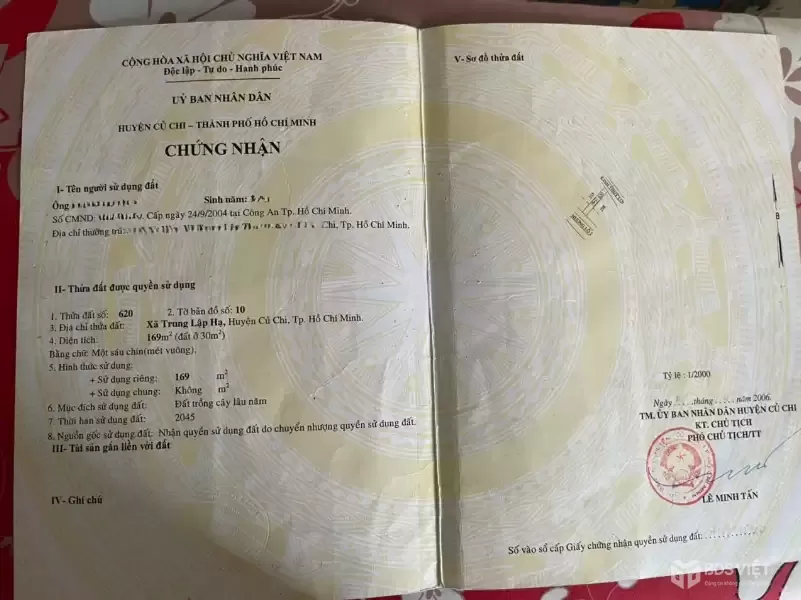 CỘNG HÒA XÃ HỘI CHỦ NGHĨA VIỆT NAM
Độc lập - Tự do - Hạnh phúc
UỶ BAN NHÂN DÂN
HUYỆN CỦ CHI – THÀNH PHỐ HỒ CHÍ MINH
CHỨNG NHẬN
I- Tên người sử dụng đất
Ông
Sinh năm:
Số CMND: Cấp ngày 24/9/2004 tại Công An Tp. Hồ Chí Minh.
Địa chỉ thường trú: Chi, Tp. Hồ Chí Minh.
II- Thửa đất được quyền sử dụng
1. Thửa đất số: 620 2. Tờ bản đồ số: 10
3. Địa chỉ thửa đất: Xã Trung Lập Hạ, Huyện Củ Chi, Tp. Hồ Chí Minh.
4. Diện tích: 169m² (đất ở 30m²)
Bằng chữ: Một sáu chín(mét vuông).
5. Hình thức sử dụng:
+ Sử dụng riêng: 169 m²
+ Sử dụng chung: Không m²
6. Mục đích sử dụng đất: Đất trồng cây lâu năm
7. Thời hạn sử dụng đất: 2045
8. Nguồn gốc sử dụng đất: Nhận quyền sử dụng đất do chuyển nhượng quyền sử dụng đất.
III- Tài sản gắn liền với đất
IV- Ghi chú
V- Sơ đồ thửa đất
Tỷ lệ : 1/2000
Ngày tháng năm 2006.
TM. ỦY BAN NHÂN DÂN HUYỆN CỦ CHI
KT. CHỦ TỊCH
PHÓ CHỦ TỊCH/TT
LÊ MINH TẤN
Số vào sổ cấp Giấy chứng nhận quyền sử dụng đất:
BDSVIỆT